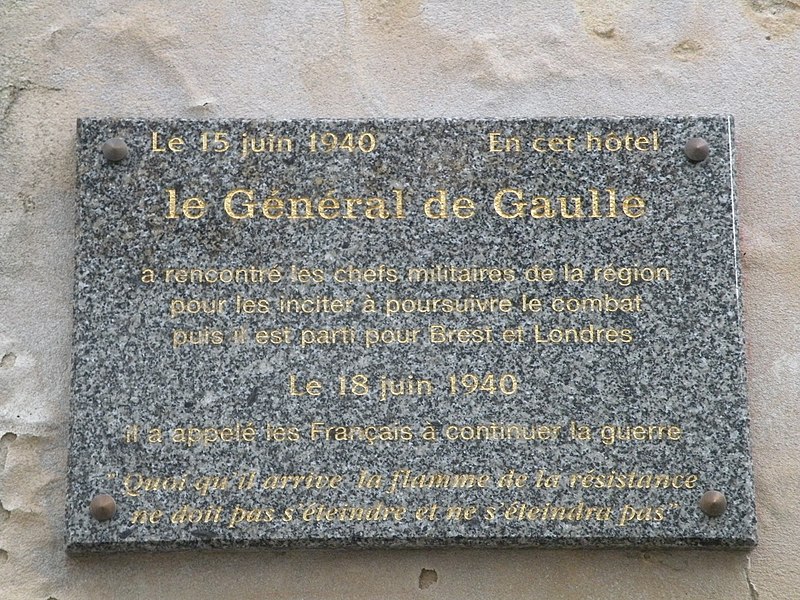 Le 15 juin 1940 En cet hôtel
le Général de Gaulle
a rencontré les chefs militaires de la région
pour les inciter à poursuivre le combat
puis il est parti pour Brest et Londres
Le 18 juin 1940
il a appelé les Français à continuer la guerre
"Quoi qu'il arrive la flamme de la résistance
ne doit pas s'éteindre et ne s'éteindra pas"